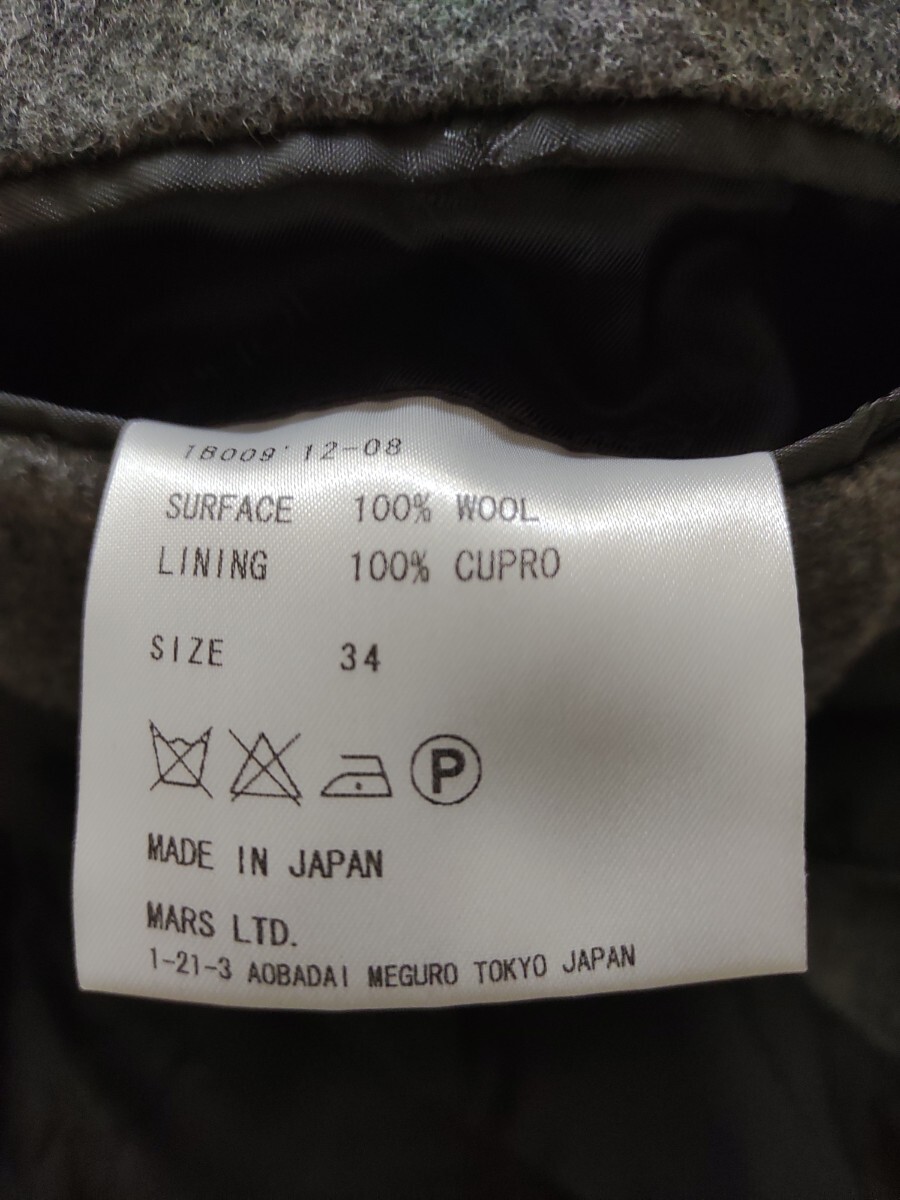 18009'12-08
SURFACE 100% WOOL
LINING 100% CUPRO
SIZE 34
P
MADE IN JAPAN
MARS LTD.
1-21-3 AOBADAI MEGURO TOKYO JAPAN